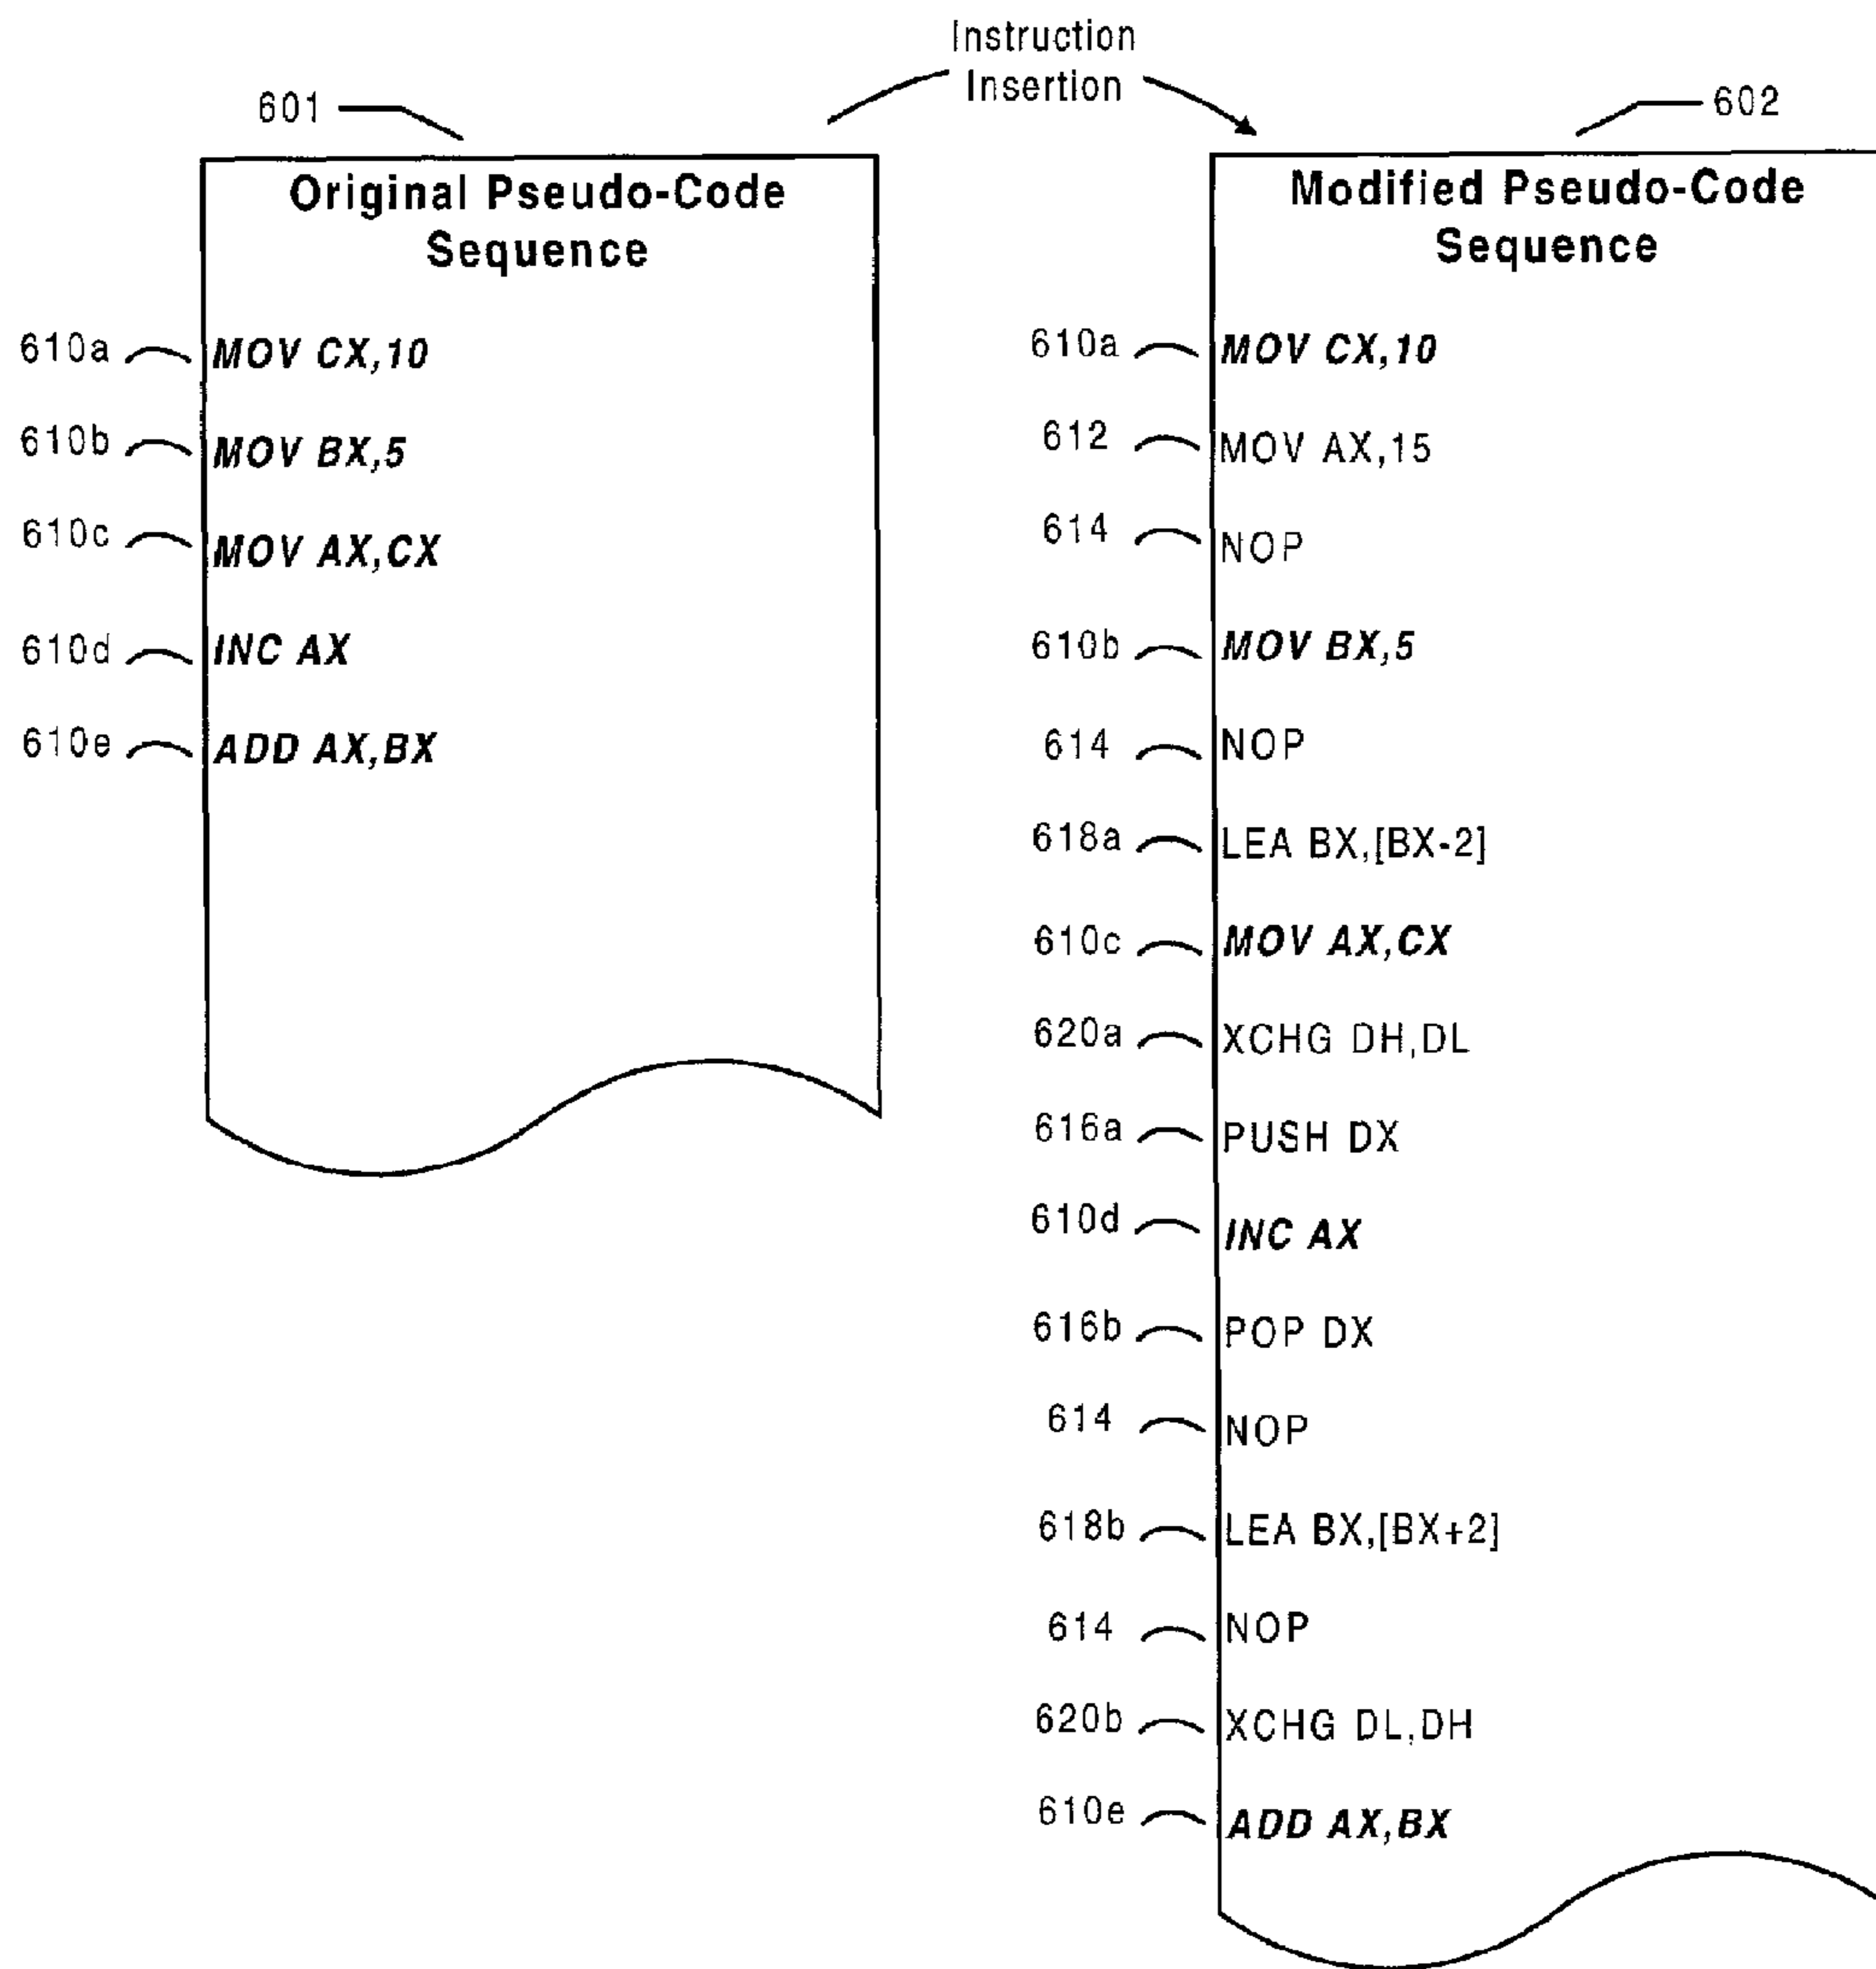 Instruction
Insertion
601
602
Original Pseudo-Code
Sequence
610a MOV CX,10
610b MOV BX,5
610c MOV AX,CX
610d INC AX
610e ADD AX,BX
Modified Pseudo-Code
Sequence
610a MOV CX,10
612 MOV AX,15
614 NOP
610b MOV BX,5
614 NOP
618a LEA BX,[BX-2]
610c MOV AX,CX
620a XCHG DH,DL
616a PUSH DX
610d INC AX
616b POP DX
614 NOP
618b LEA BX,[BX+2]
614 NOP
620b XCHG DL,DH
610e ADD AX,BX